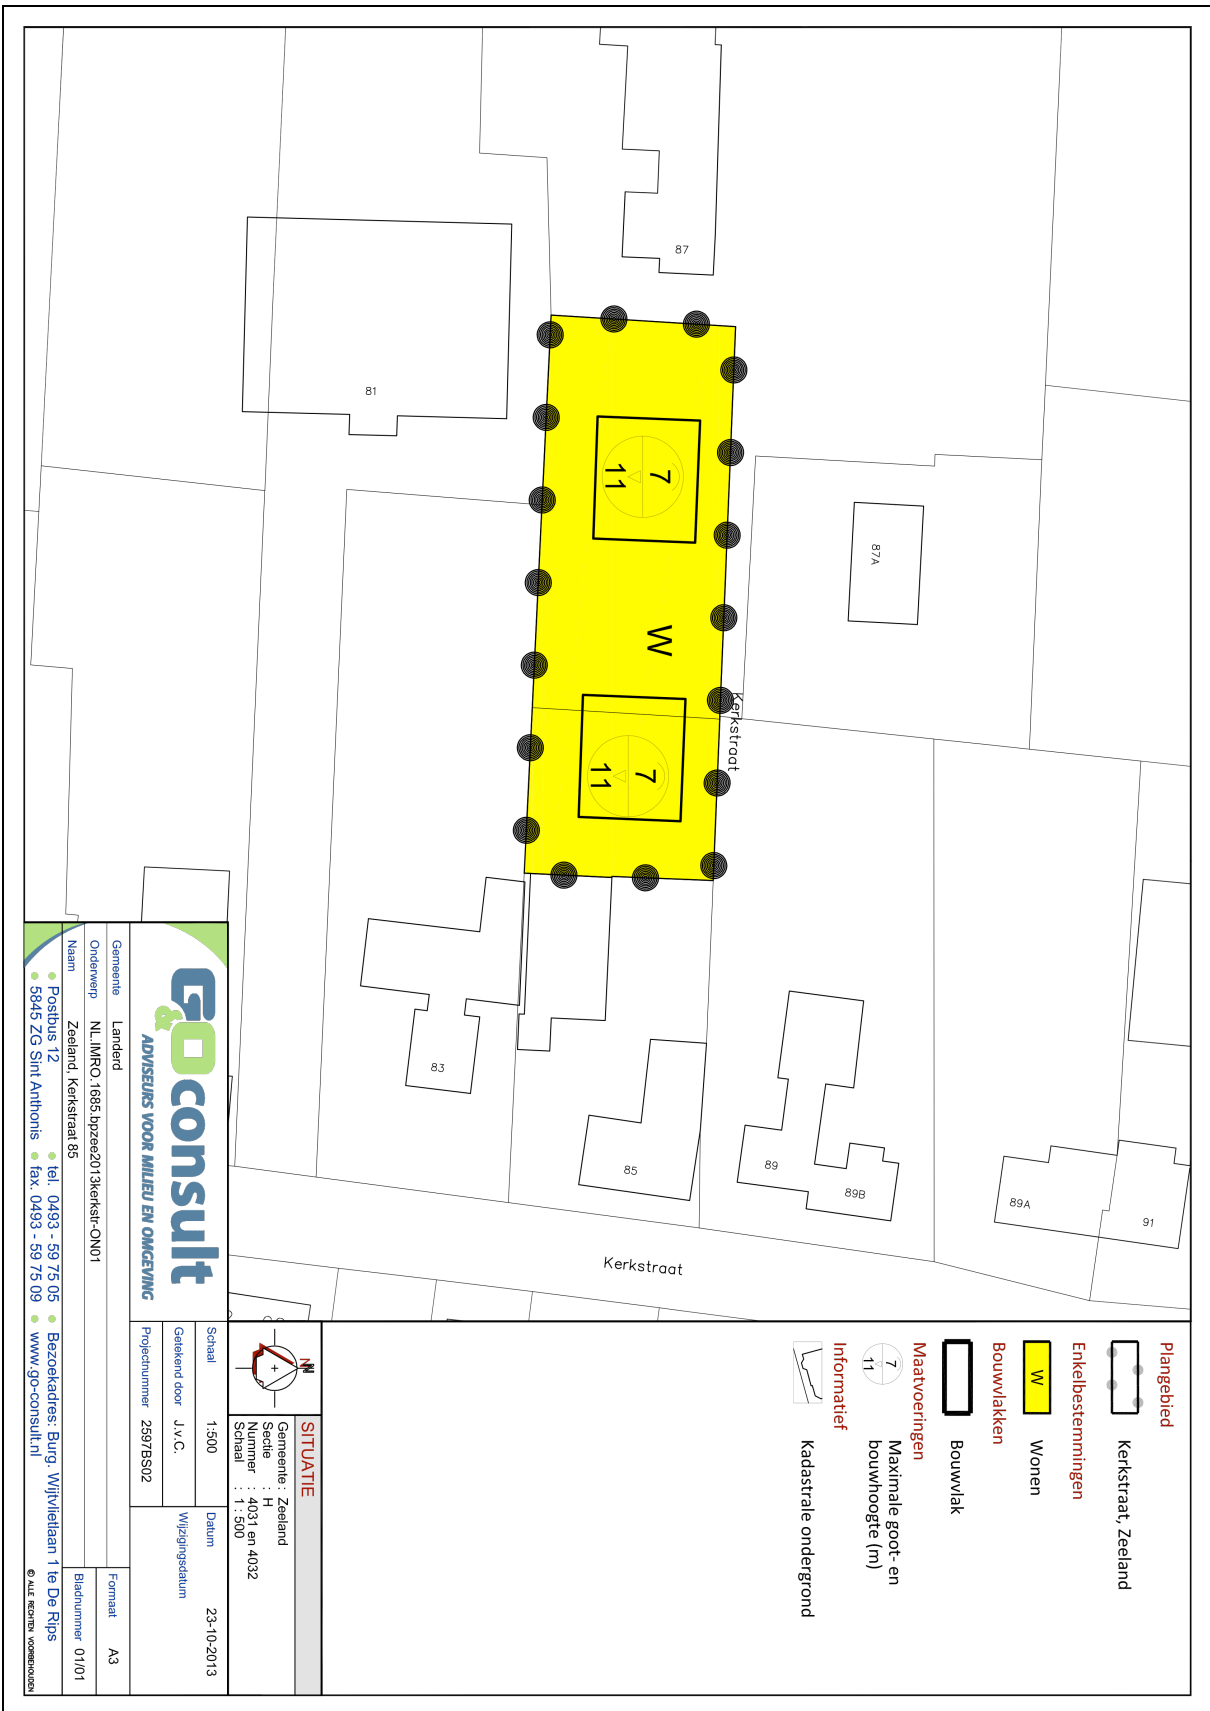 87
81
87A
7
11
W
Kerkstraat
7
11
83
85
89
89B
89A
91
Kerkstraat
Plangebied
Kerkstraat, Zeeland
Enkelbestemmingen
W
Wonen
Bouwvlakken
Bouwvlak
Maatvoeringen
7
11
Maximale goot- en
bouwhoogte (m)
Informatief
Kadastrale ondergrond
SITUATIE
Gemeente : Zeeland
Sectie : H
Nummer : 4031 en 4032
Schaal : 1 : 500
G&O consult
ADVISEURS VOOR MILIEU EN OMGEVING
Schaal 1:500
Datum 23-10-2013
Getekend door J.v.C.
Wijzigingsdatum
Projectnummer 2597BS02
Gemeente Landerd
Formaat A3
Onderwerp NL.IMRO.1685.bpzee2013kerkstr-ON01
Naam Zeeland, Kerkstraat 85
Bladnummer 01/01
Postbus 12 tel. 0493 - 59 75 05 Bezoekadres: Burg. Wijtvlietlaan 1 te De Rips
5845 ZG Sint Anthonis fax. 0493 - 59 75 09 www.go-consult.nl
© ALLE RECHTEN VOORBEHOUDEN